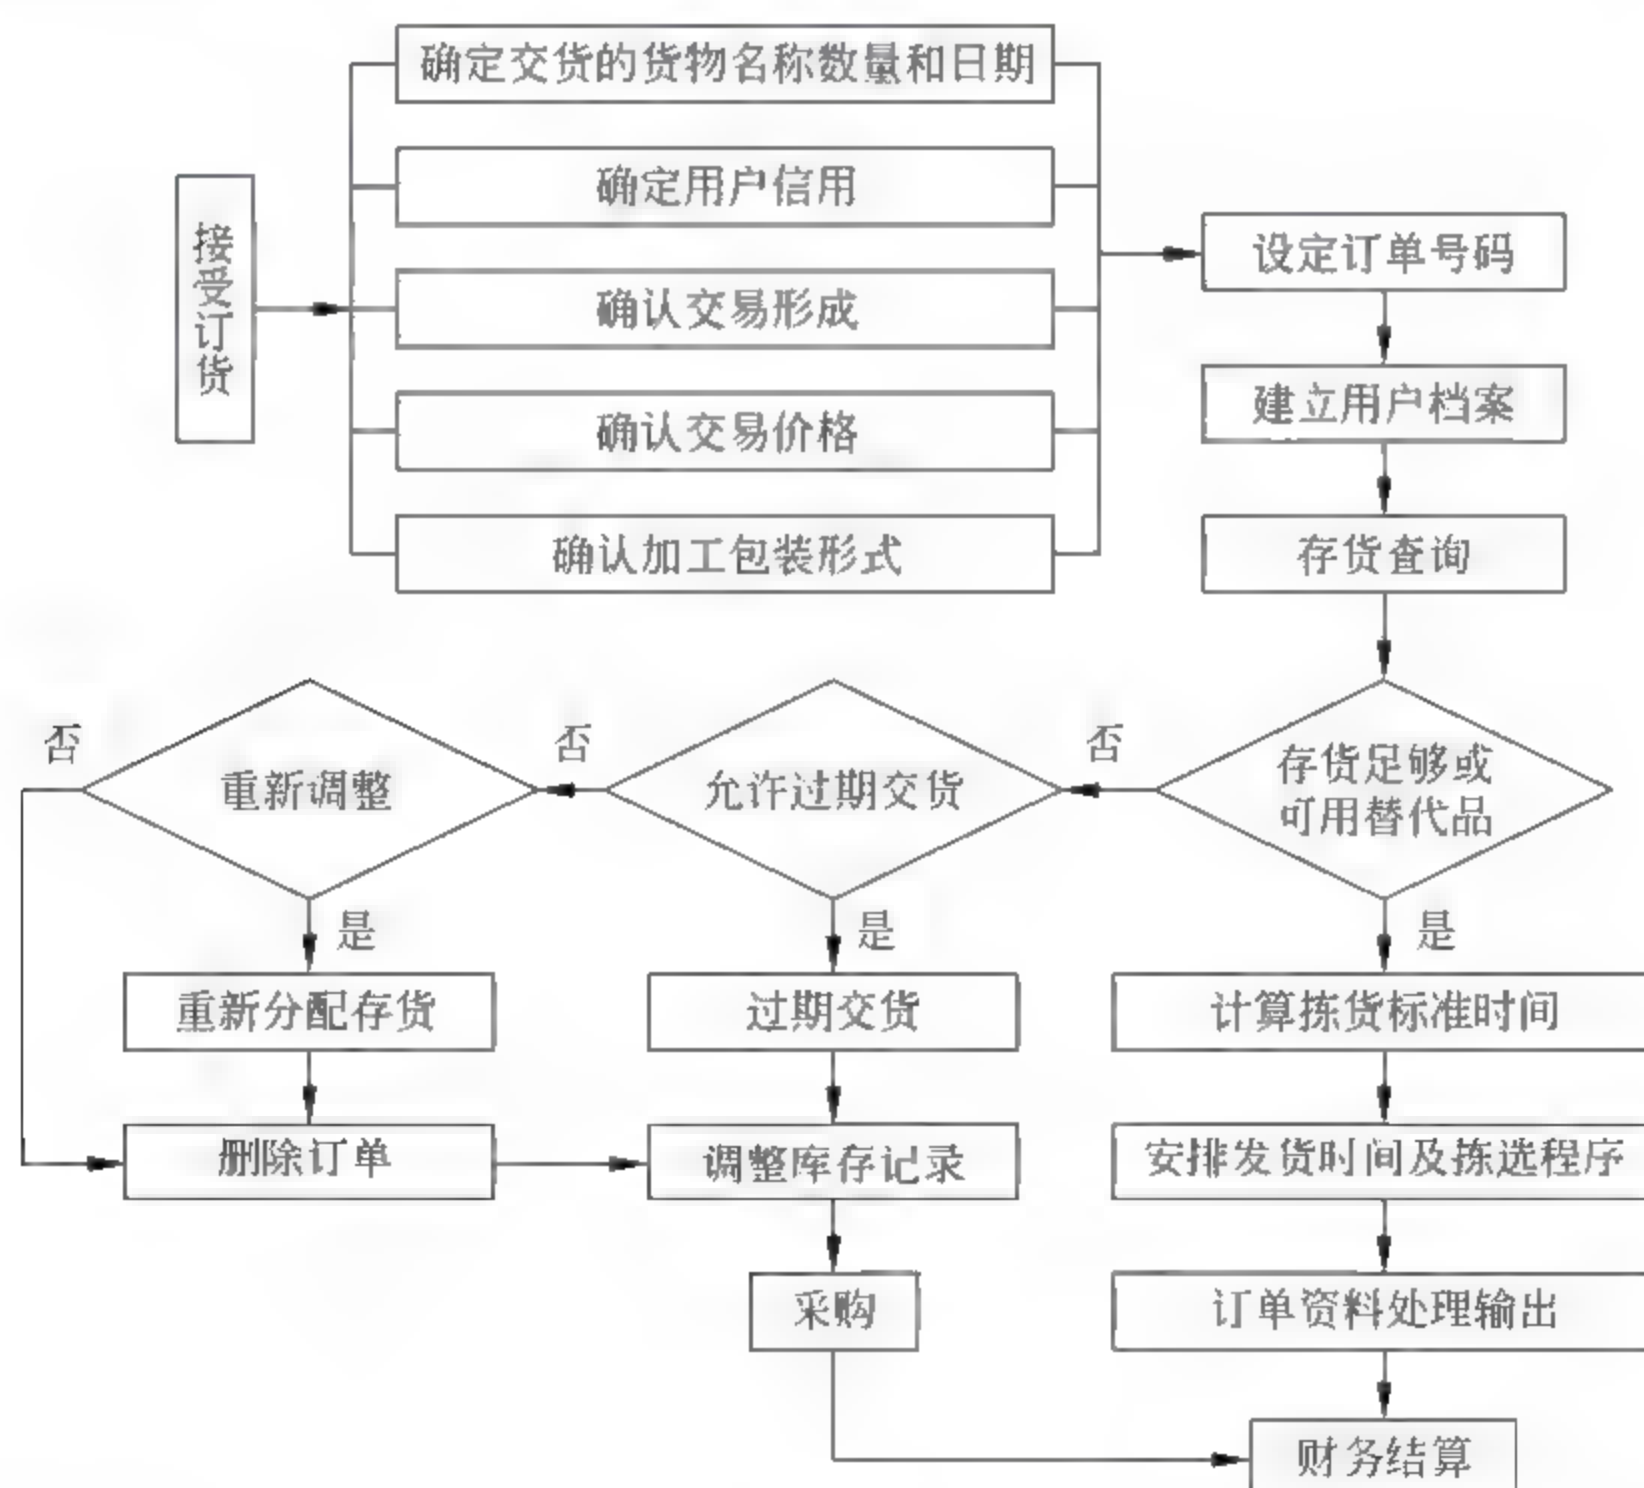 确定交货的货物名称数量和日期
确定用户信用
接受订货
确认交易形成
确认交易价格
确认加工包装形式
设定订单号码
建立用户档案
存货查询
否
重新调整
否
允许过期交货
否
存货足够或
可用替代品
是
是
是
重新分配存货
过期交货
计算拣货标准时间
删除订单
调整库存记录
安排发货时间及拣选程序
采购
订单资料处理输出
财务结算